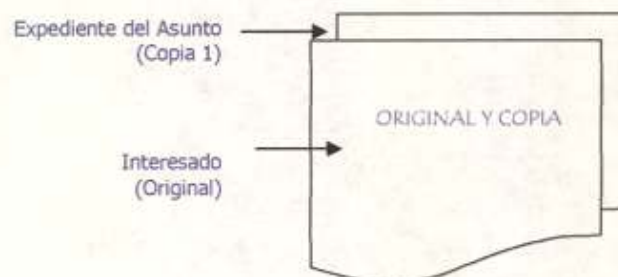 Expediente del Asunto
(Copia 1)
ORIGINAL Y COPIA
Interesado
(Original)